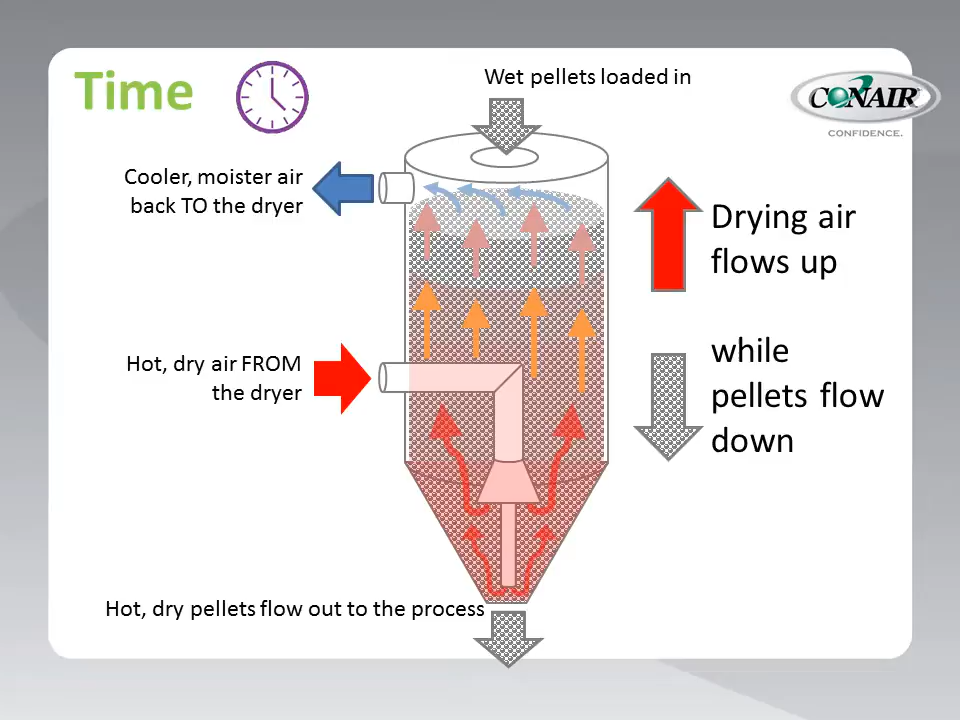 Time
Wet pellets loaded in
CONAIR
CONFIDENCE.
Cooler, moister air
back TO the dryer
Drying air
flows up
Hot, dry air FROM
the dryer
while
pellets flow
down
Hot, dry pellets flow out to the process